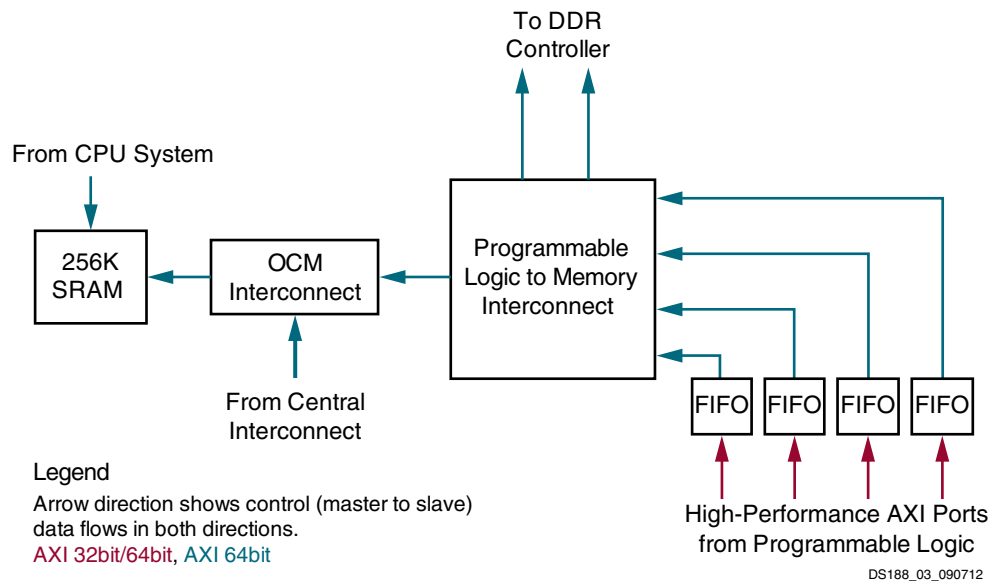 To DDR
Controller
From CPU System
256K
SRAM
OCM
Interconnect
Programmable
Logic to Memory
Interconnect
From Central
Interconnect
FIFO
FIFO
FIFO
FIFO
High-Performance AXI Ports
from Programmable Logic
Legend
Arrow direction shows control (master to slave)
data flows in both directions.
AXI 32bit/64bit, AXI 64bit
DS188_03_090712